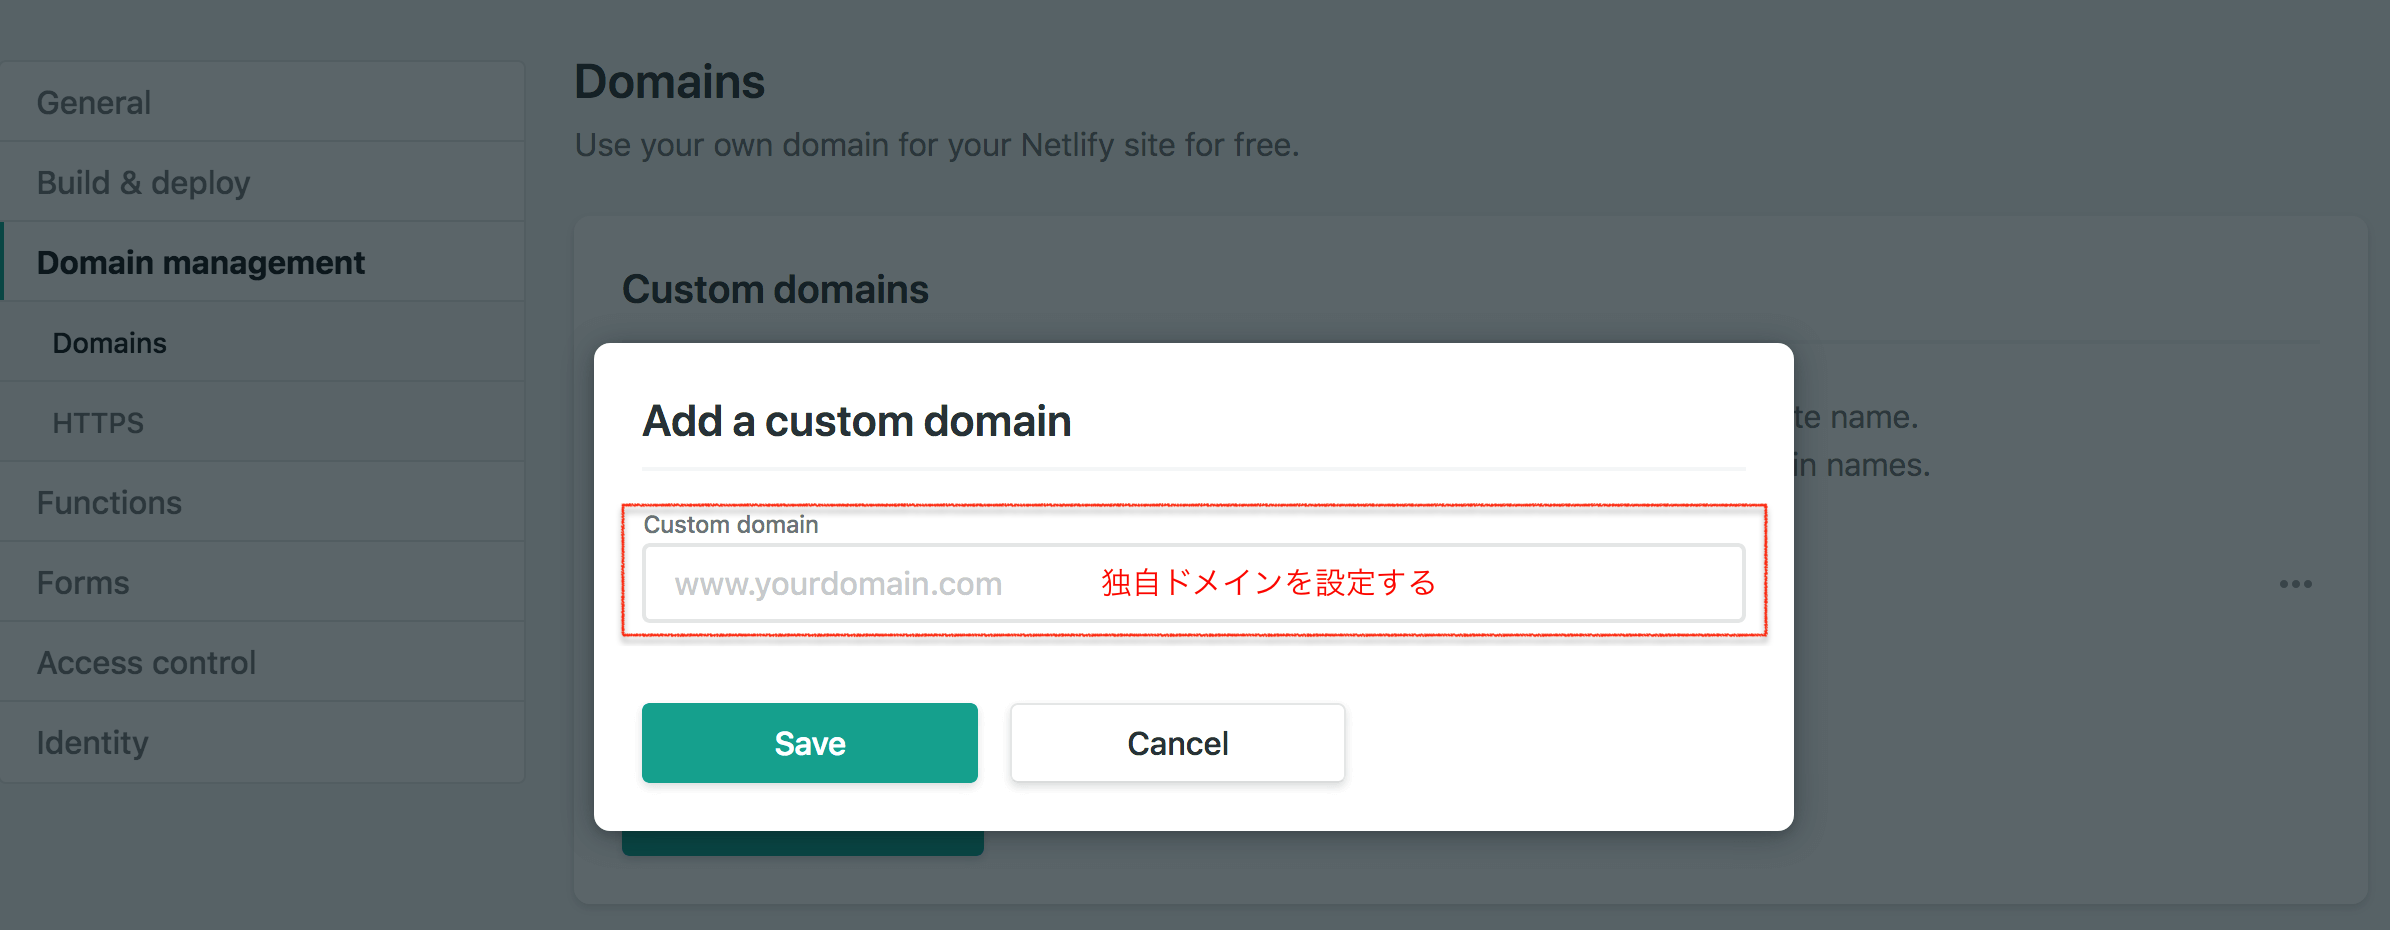 General
Build & deploy
Domain management
Domains
HTTPS
Functions
Forms
Access control
Identity
Domains
Use your own domain for your Netlify site for free.
Custom domains
te name.
in names.
Add a custom domain
Custom domain
www.yourdomain.com 独自ドメインを設定する
Save Cancel